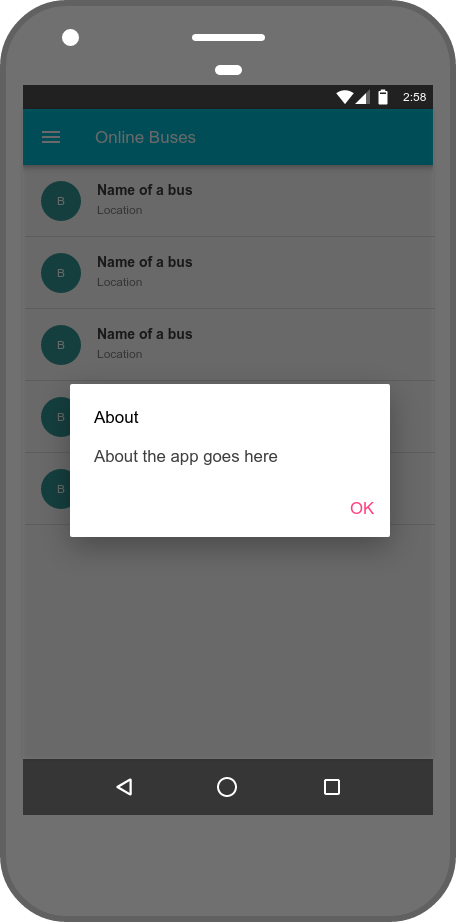 2:58
Online Buses
B
Name of a bus
Location
B
Name of a bus
Location
B
Name of a bus
Location
B
B
About
About the app goes here
OK